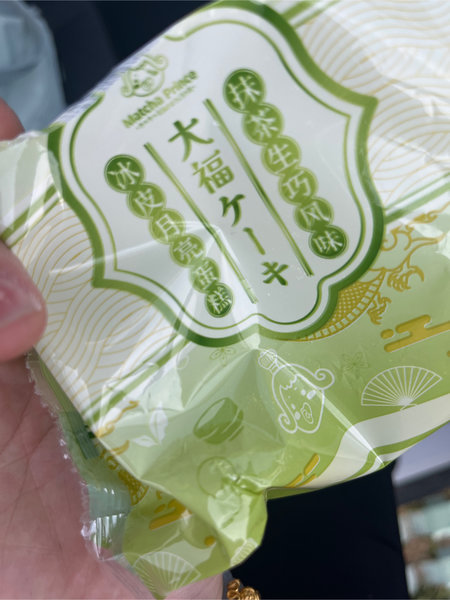 Matcha Prince
抹茶生巧风味
大福ケーキ
冰皮月亮蛋糕